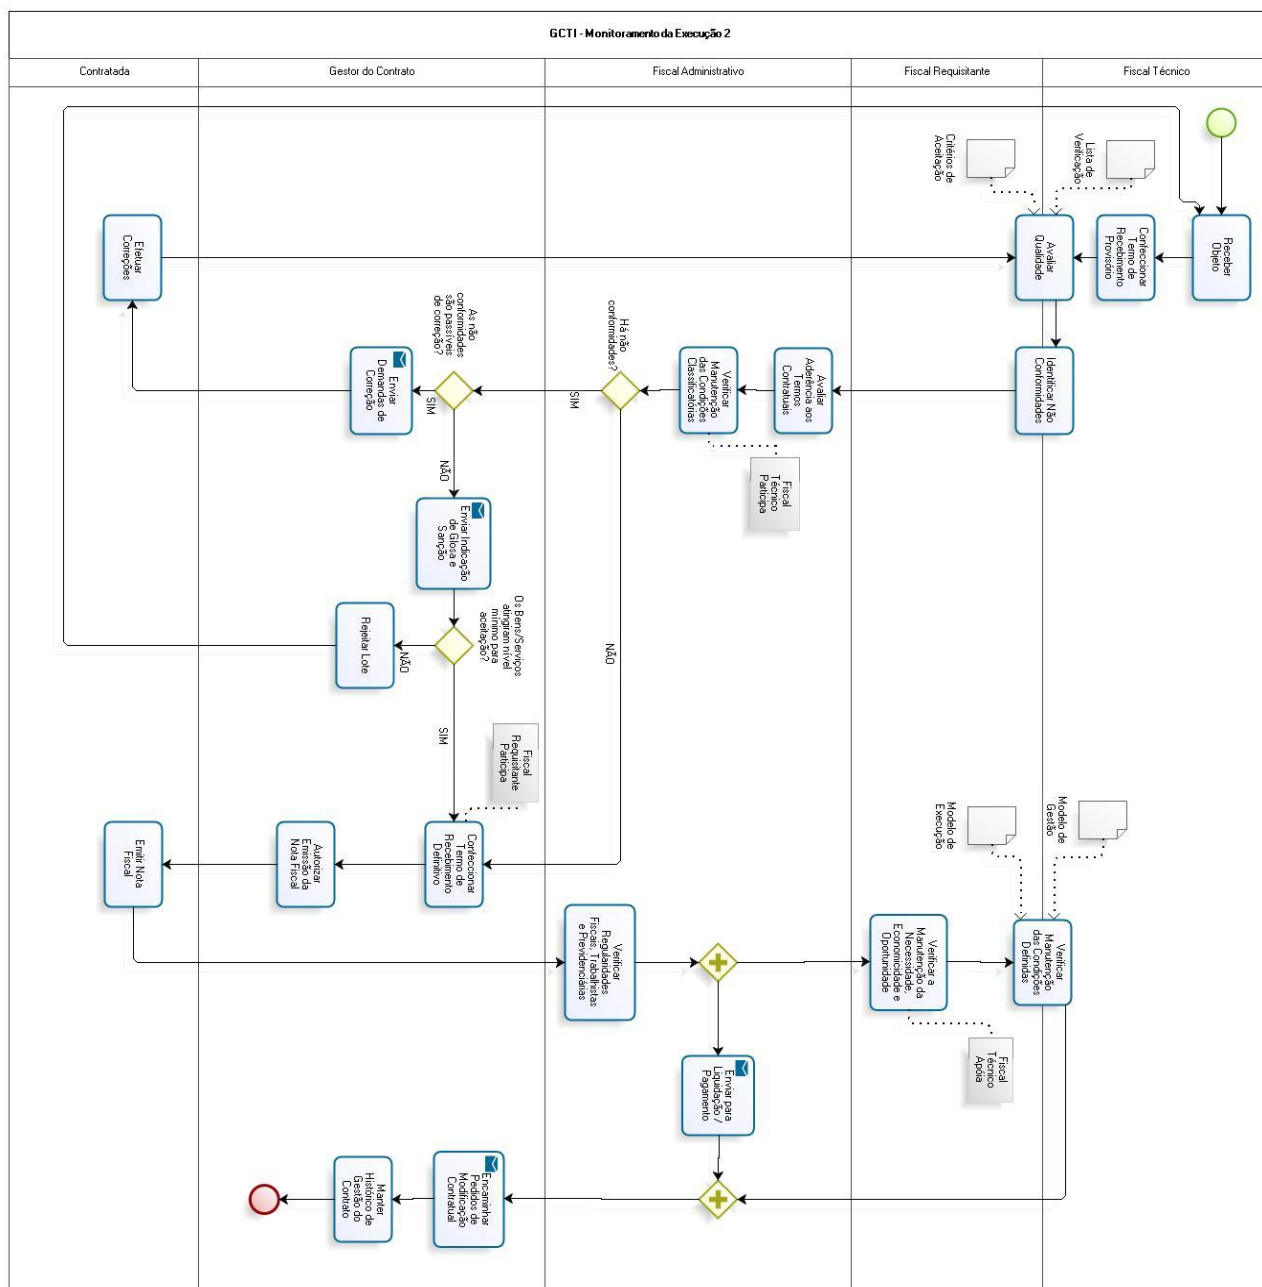 GCTI - Monitoramento da Execução 2
Contratada
Gestor do Contrato
Fiscal Administrativo
Fiscal Requisitante
Fiscal Técnico
Critérios de
Aceitação
Lista de
Verificação
Efetuar
Correções
Avaliar
Qualidade
Confeccionar
Termo de
Recebimento
Provisório
Receber
Objeto
As não
conformidades
são passíveis
de correção?
Há não
conformidades?
Enviar
Demandas de
Correção
SIM
SIM
Verificar
Manutenção
das Condições
Classificatórias
Avaliar
Aderência aos
Termos
Contratuais
Identificar Não
Conformidades
NÃO
Fiscal
Técnico
Participa
Enviar Indicação
de Glosa e
Sanção
Os Bens/Serviços
atingiram nível
mínimo para
aceitação?
Rejeitar Lote
NÃO
NÃO
SIM
Fiscal
Requisitante
Participa
Modelo de
Execução
Modelo de
Gestão
Emitir Nota
Fiscal
Autorizar
Emissão da
Nota Fiscal
Confeccionar
Termo de
Recebimento
Definitivo
Verificar
Regularidades
Fiscais, Trabalhistas
e Previdenciárias
Verificar a
Manutenção da
Necessidade,
Economicidade e
Oportunidade
Verificar
Manutenção
das Condições
Definidas
Fiscal
Técnico
Apóia
Enviar para
Liquidação /
Pagamento
Manter
Histórico de
Gestão do
Contrato
Encaminhar
Pedidos de
Modificação
Contratual